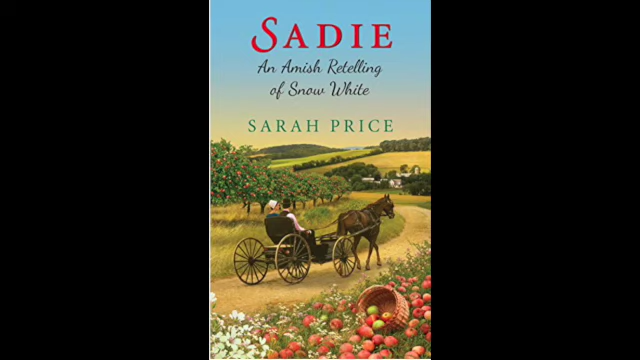 SADIE
An Amish Retelling
of Snow White
SARAH PRICE